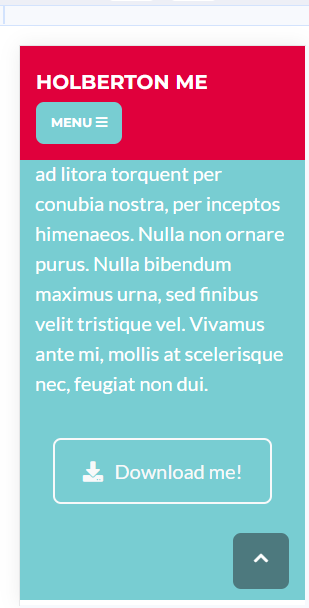 HOLBERTON ME
MENU
ad litora torquent per
conubia nostra, per inceptos
himenaeos. Nulla non ornare
purus. Nulla bibendum
maximus urna, sed finibus
velit tristique vel. Vivamus
ante mi, mollis at scelerisque
nec, feugiat non dui.
Download me!